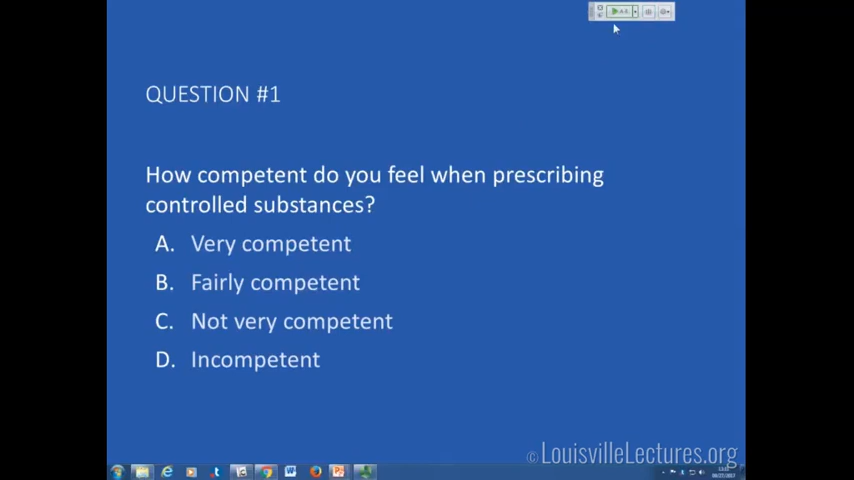 QUESTION #1
How competent do you feel when prescribing
controlled substances?
A. Very competent
B. Fairly competent
C. Not very competent
D. Incompetent
© LouisvilleLectures.org